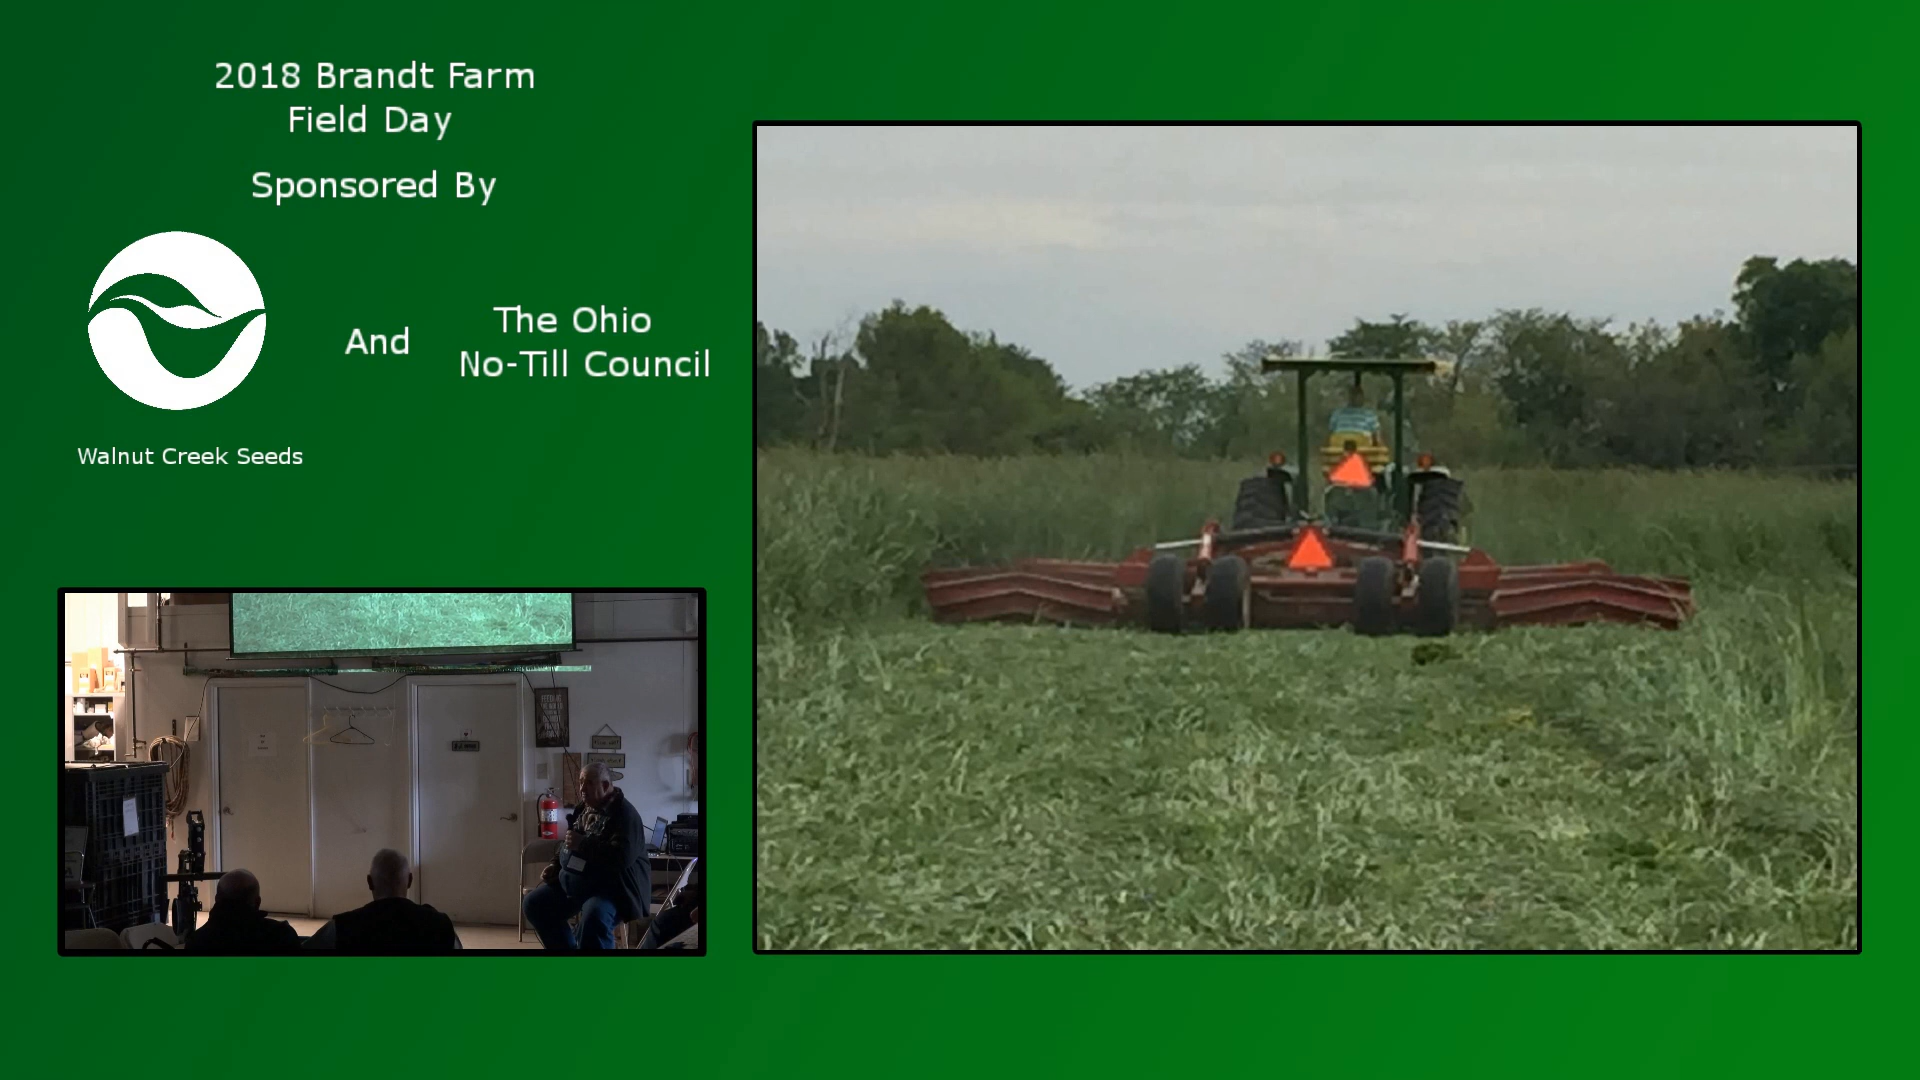 2018 Brandt Farm
Field Day
Sponsored By
And
The Ohio
No-Till Council
Walnut Creek Seeds